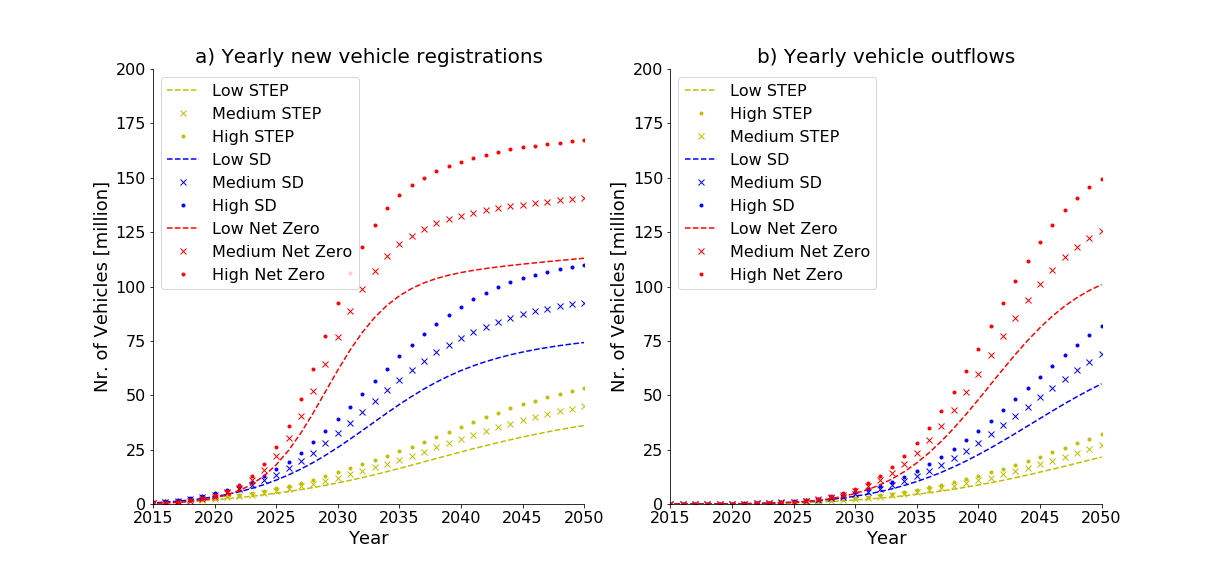 a) Yearly new vehicle registrations
Nr. of Vehicles [million]
200
175
150
125
100
75
50
25
0
Low STEP
Medium STEP
High STEP
Low SD
Medium SD
High SD
Low Net Zero
Medium Net Zero
High Net Zero
2015 2020 2025 2030 2035 2040 2045 2050
Year
b) Yearly vehicle outflows
Nr. of Vehicles [million]
200
175
150
125
100
75
50
25
0
Low STEP
High STEP
Medium STEP
Low SD
Medium SD
High SD
Low Net Zero
Medium Net Zero
High Net Zero
2015 2020 2025 2030 2035 2040 2045 2050
Year